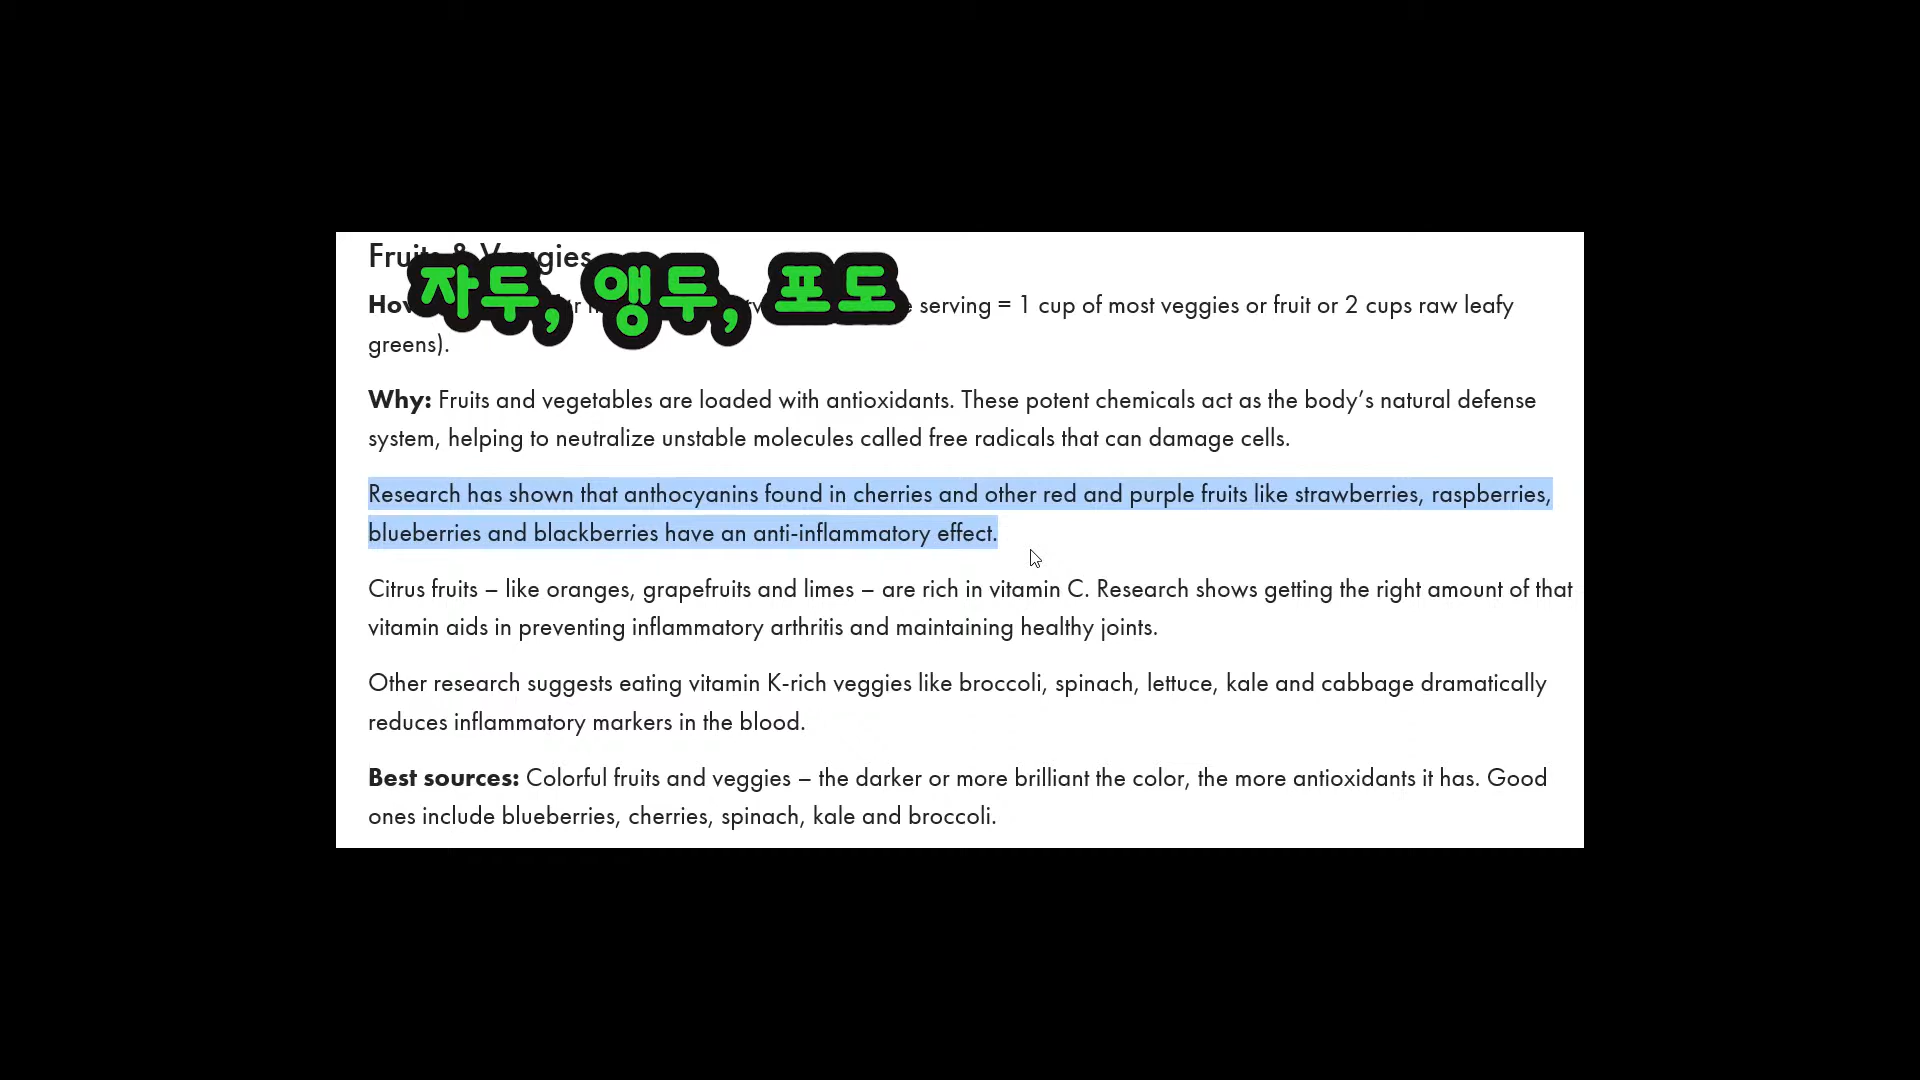 Fruits & Veggies
자두, 앵두, 포도
serving = 1 cup of most veggies or fruit or 2 cups raw leafy
greens).
Why: Fruits and vegetables are loaded with antioxidants. These potent chemicals act as the body’s natural defense
system, helping to neutralize unstable molecules called free radicals that can damage cells.
Research has shown that anthocyanins found in cherries and other red and purple fruits like strawberries, raspberries,
blueberries and blackberries have an anti-inflammatory effect.
Citrus fruits – like oranges, grapefruits and limes – are rich in vitamin C. Research shows getting the right amount of that
vitamin aids in preventing inflammatory arthritis and maintaining healthy joints.
Other research suggests eating vitamin K-rich veggies like broccoli, spinach, lettuce, kale and cabbage dramatically
reduces inflammatory markers in the blood.
Best sources: Colorful fruits and veggies – the darker or more brilliant the color, the more antioxidants it has. Good
ones include blueberries, cherries, spinach, kale and broccoli.